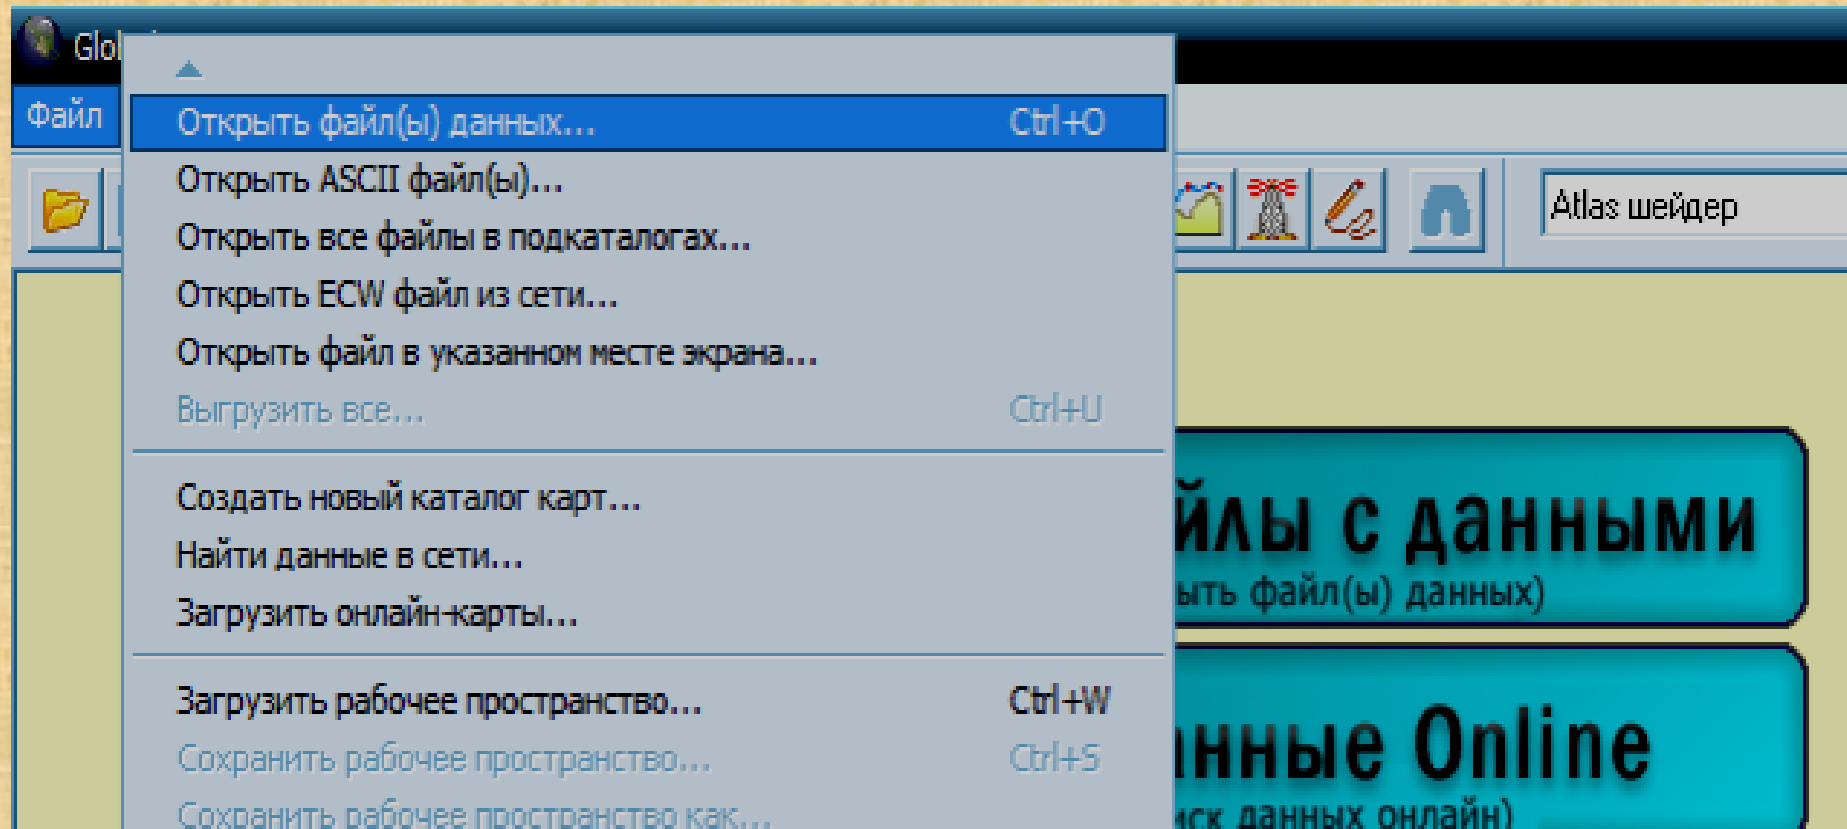 Файл
Открыть файл(ы) данных... Ctrl+O
Открыть ASCII файл(ы)...
Atlas шейдер
Открыть все файлы в подкаталогах...
Открыть ECW файл из сети...
Открыть файл в указанном месте экрана...
Выгрузить все... Ctrl+U
Создать новый каталог карт...
йлы с данными
Найти данные в сети...
ыть файл(ы) данных)
Загрузить онлайн-карты...
Загрузить рабочее пространство... Ctrl+W
нные Online
Сохранить рабочее пространство... Ctrl+S
Сохранить рабочее пространство как...
иск данных онлайн)